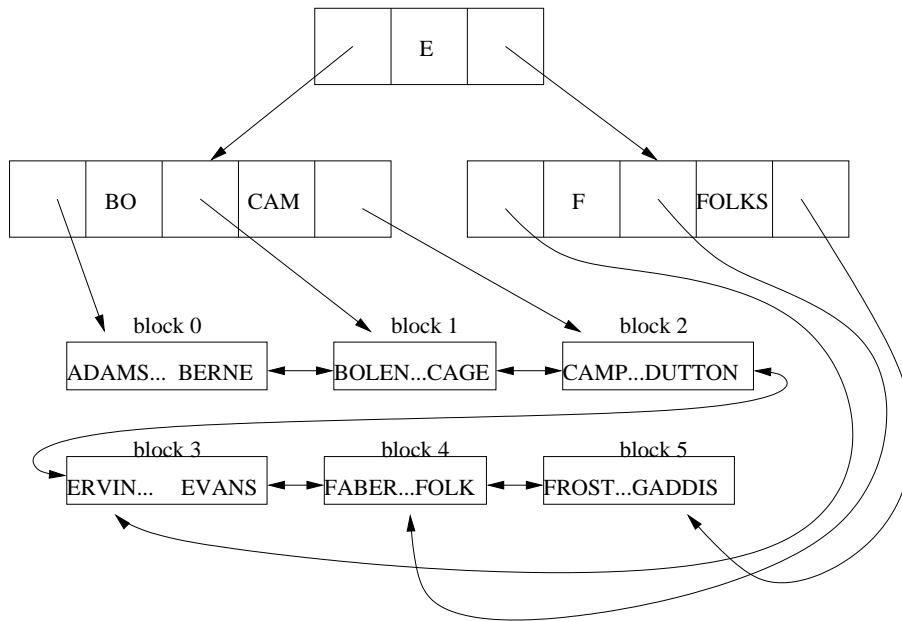 E
BO CAM F FOLKS
block 0 block 1 block 2
ADAMS... BERNE BOLEN...CAGE CAMP...DUTTON
block 3 block 4 block 5
ERVIN... EVANS FABER...FOLK FROST...GADDIS